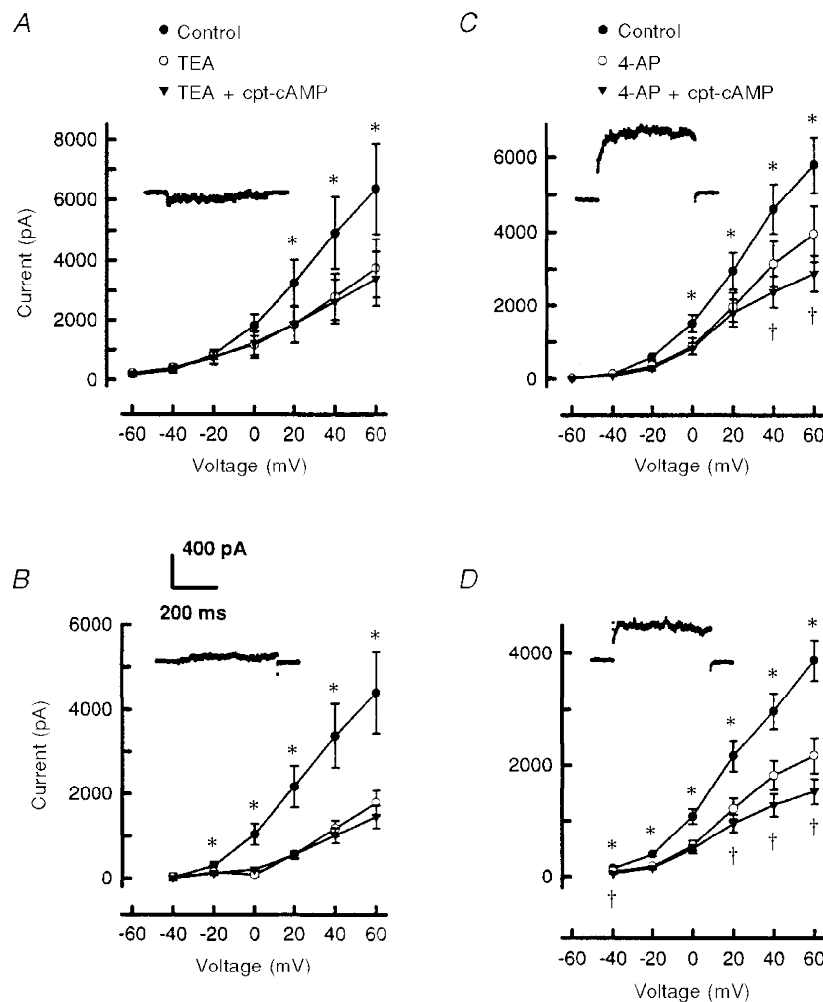 A
Control
TEA
TEA + cpt-cAMP
8000
6000
4000
2000
0
Current (pA)
* * *
-60 -40 -20 0 20 40 60
Voltage (mV)
C
Control
4-AP
4-AP + cpt-cAMP
6000
4000
2000
0
* * * *
† †
-60 -40 -20 0 20 40 60
Voltage (mV)
B
400 pA
200 ms
6000
4000
2000
0
Current (pA)
* * * * *
-60 -40 -20 0 20 40 60
Voltage (mV)
D
4000
2000
0
* * * * * *
† † † †
-60 -40 -20 0 20 40 60
Voltage (mV)